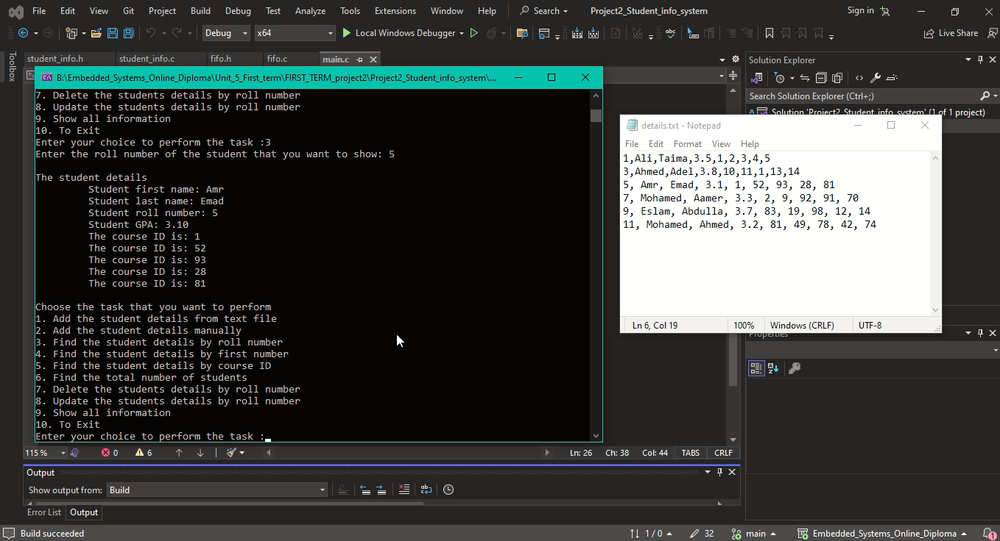 File Edit View Git Project Build Debug Test Analyze Tools Extensions Window Help Search Project2_Student_info_system Sign in
Debug x64 Local Windows Debugger Live Share
Toolbox
student_info.h student_info.c fifo.h fifo.c main.c
B:\Embedded_Systems_Online_Diploma\Unit_5_First_term\FIRST_TERM_project2\Project2_Student_info_system\...
7. Delete the students details by roll number
8. Update the students details by roll number
9. Show all information
10. To Exit
Enter your choice to perform the task :3
Enter the roll number of the student that you want to show: 5
The student details
Student first name: Amr
Student last name: Emad
Student roll number: 5
Student GPA: 3.10
The course ID is: 1
The course ID is: 52
The course ID is: 93
The course ID is: 28
The course ID is: 81
Choose the task that you want to perform
1. Add the student details from text file
2. Add the student details manually
3. Find the student details by roll number
4. Find the student details by first number
5. Find the student details by course ID
6. Find the total number of students
7. Delete the students details by roll number
8. Update the students details by roll number
9. Show all information
10. To Exit
Enter your choice to perform the task :
Solution Explorer
Search Solution Explorer (Ctrl+;)
Solution 'Project2_Student_info_system' (1 of 1 project)
details.txt - Notepad
File Edit Format View Help
1,Ali,Taima,3.5,1,2,3,4,5
3,Ahmed,Adel,3.8,10,11,1,13,14
5, Amr, Emad, 3.1, 1, 52, 93, 28, 81
7, Mohamed, Aamer, 3.3, 2, 9, 92, 91, 70
9, Eslam, Abdulla, 3.7, 83, 19, 98, 12, 14
11, Mohamed, Ahmed, 3.2, 81, 49, 78, 42, 74
Ln 6, Col 19 100% Windows (CRLF) UTF-8
Properties
115 % 0 6 Ln: 26 Ch: 38 Col: 44 TABS CRLF
Output
Show output from: Build
Error List Output
Build succeeded 1 / 0 32 main Embedded_Systems_Online_Diploma 1